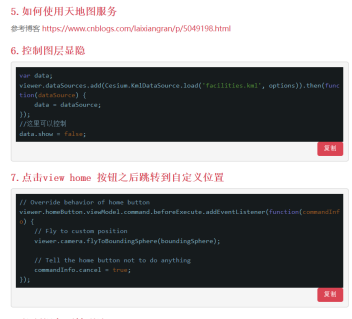 5.如何使用天地图服务
参考博客 https://www.cnblogs.com/laixiangran/p/5049198.html
6.控制图层显隐
var data;
viewer.dataSources.add(Cesium.KmlDataSource.load('facilities.kml', options)).then(func
tion(dataSource) {
    data = dataSource;
});
//这里可以控制
data.show = false;
复制
7.点击view home 按钮之后跳转到自定义位置
// Override behavior of home button
viewer.homeButton.viewModel.command.beforeExecute.addEventListener(function(commandInf
o) {
    // Fly to custom position
    viewer.camera.flyToBoundingSphere(boundingSphere);
    // Tell the home button not to do anything
    commandInfo.cancel = true;
});
复制